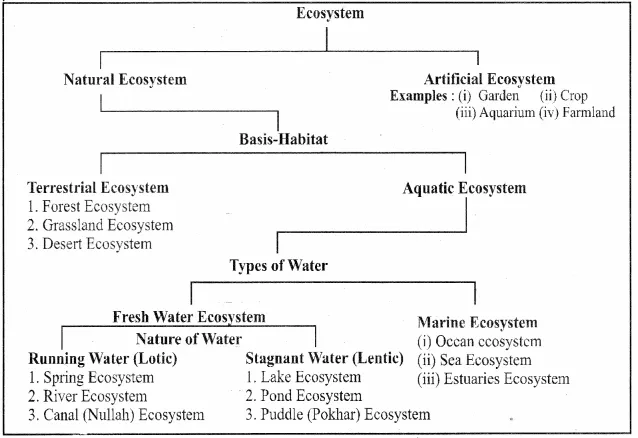 Ecosystem
Natural Ecosystem
Artificial Ecosystem
Examples : (i) Garden (ii) Crop
(iii) Aquarium (iv) Farmland
Basis-Habitat
Terrestrial Ecosystem
1. Forest Ecosystem
2. Grassland Ecosystem
3. Desert Ecosystem
Aquatic Ecosystem
Types of Water
Fresh Water Ecosystem
Nature of Water
Running Water (Lotic)
1. Spring Ecosystem
2. River Ecosystem
3. Canal (Nullah) Ecosystem
Stagnant Water (Lentic)
1. Lake Ecosystem
2. Pond Ecosystem
3. Puddle (Pokhar) Ecosystem
Marine Ecosystem
(i) Ocean ecosystem
(ii) Sea Ecosystem
(iii) Estuaries Ecosystem